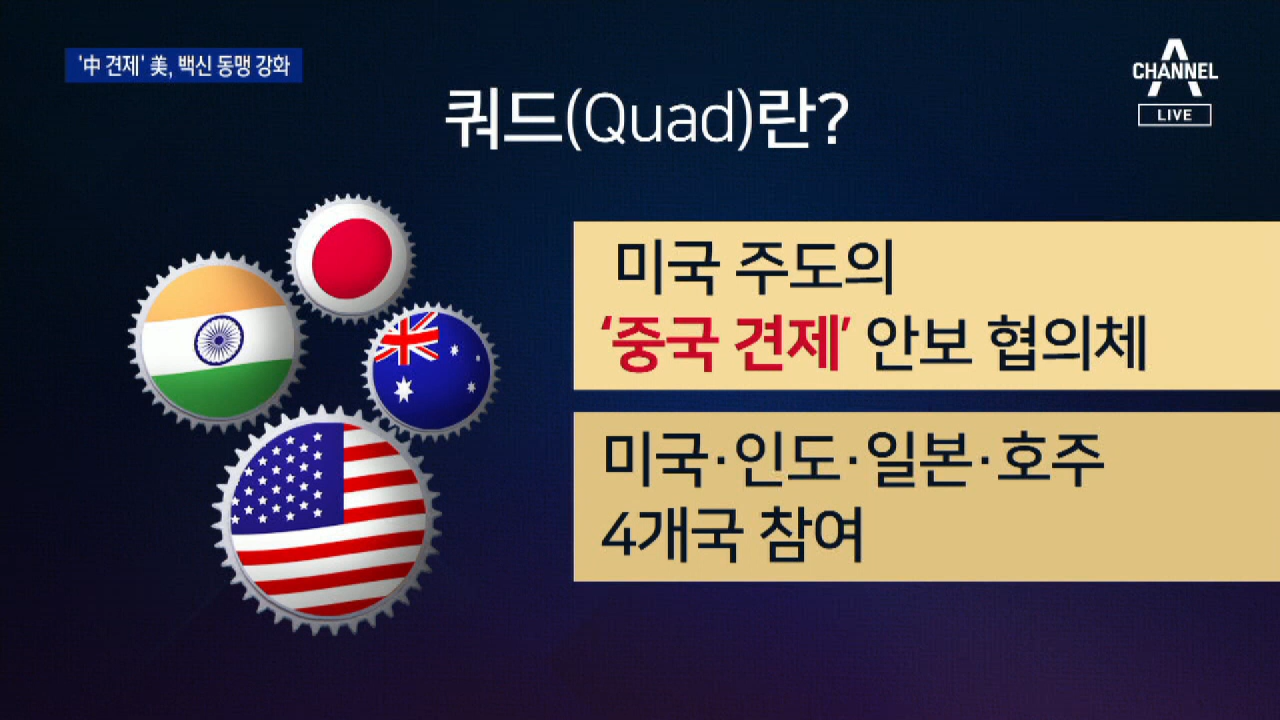 '中 견제' 美, 백신 동맹 강화
CHANNEL A
LIVE
쿼드(Quad)란?
미국 주도의
‘중국 견제’ 안보 협의체
미국·인도·일본·호주
4개국 참여